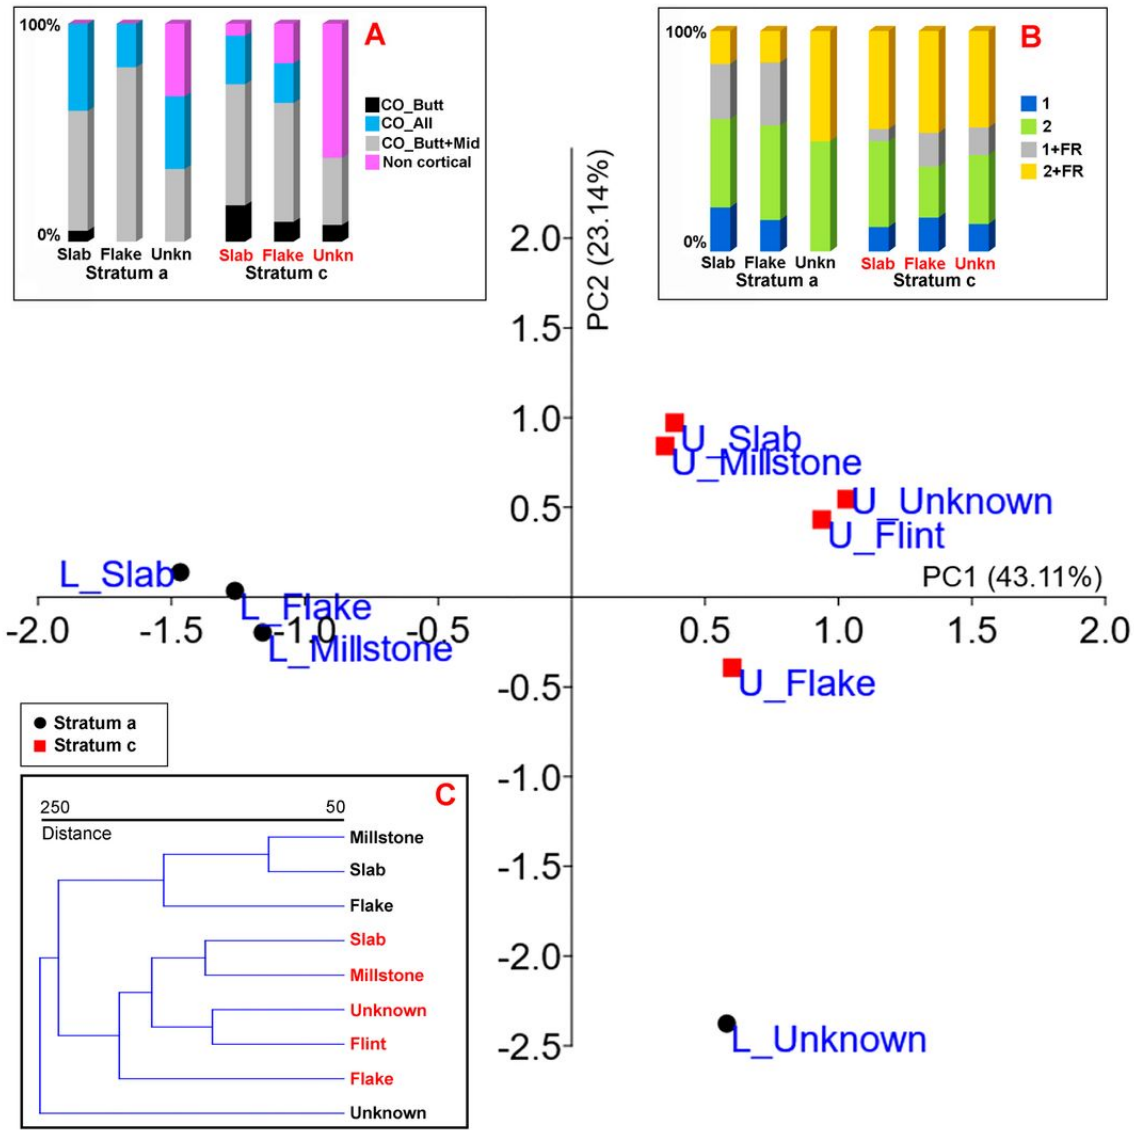 100%
A
CO_Butt
CO_All
CO_Butt+Mid
Non cortical
0%
Slab Flake Unkn Slab Flake Unkn
Stratum a Stratum c
100%
B
1
2
1+FR
2+FR
0%
Slab Flake Unkn Slab Flake Unkn
Stratum a Stratum c
PC2 (23.14%)
2.0
1.5
1.0
U_Slab
U_Millstone
0.5
U_Unknown
U_Flint
PC1 (43.11%)
L_Slab
L_Flake
-2.0 -1.5 -1.0 -0.5 0.5 1.0 1.5 2.0
L_Millstone
-0.5
U_Flake
Stratum a
Stratum c
-1.0
C
250 50
Distance
Millstone
-1.5
Slab
Flake
Slab
-2.0
Millstone
Unknown
L_Unknown
-2.5
Flint
Flake
Unknown